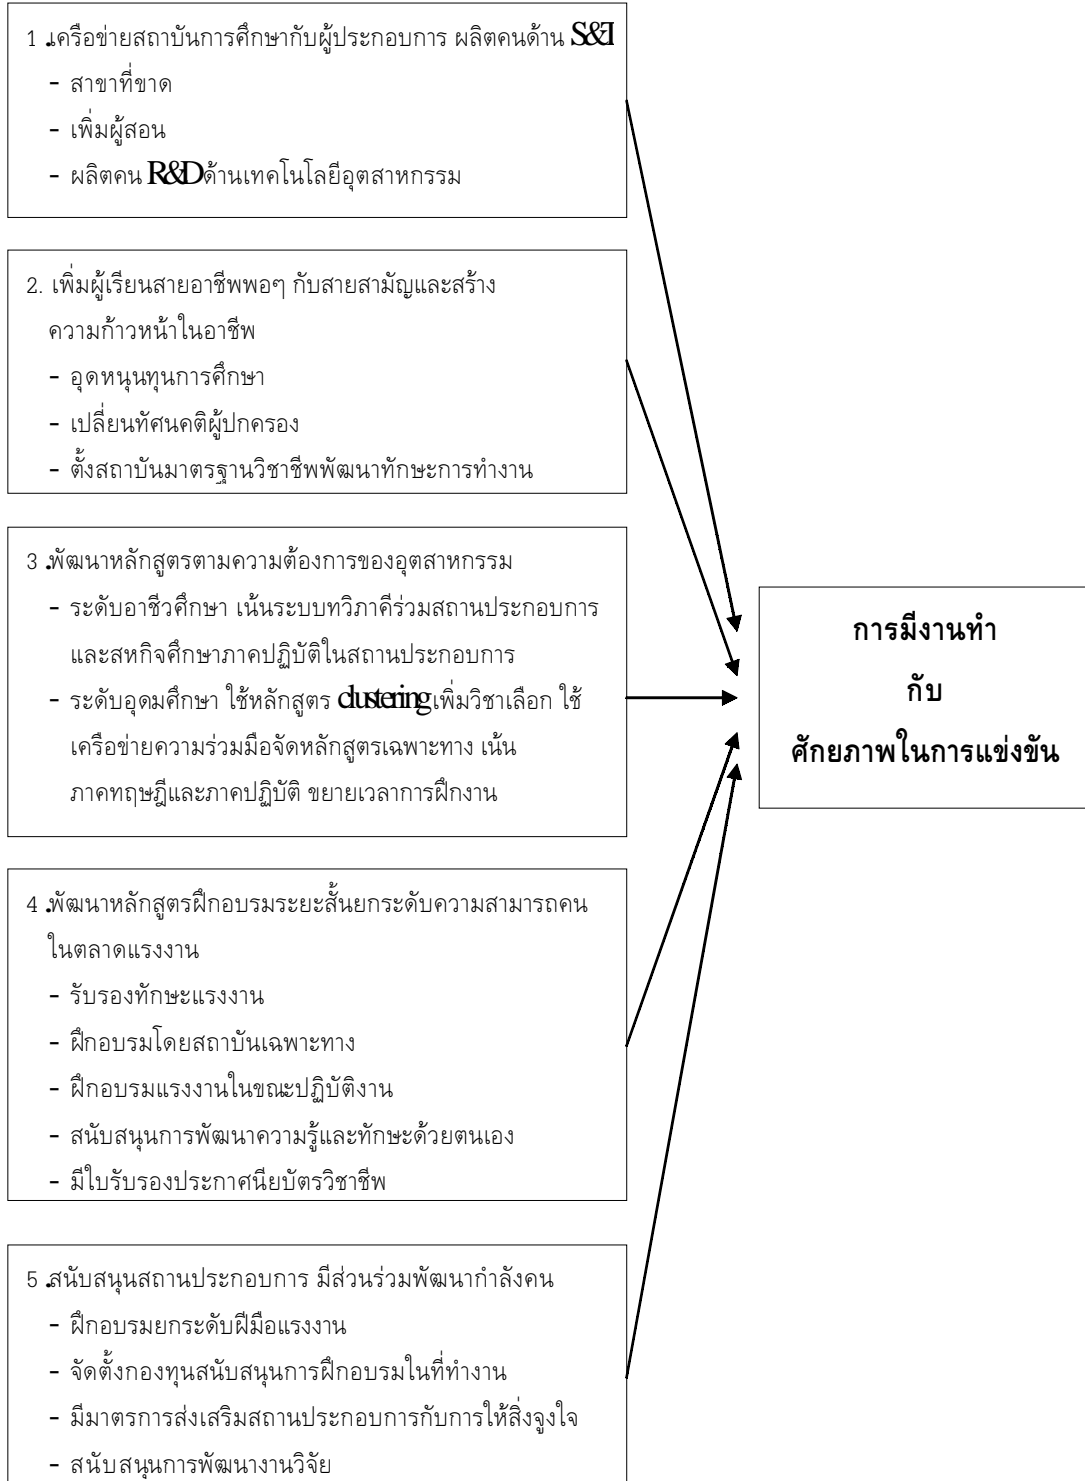 1 .เครือข่ายสถาบันการศึกษากับผู้ประกอบการ ผลิตคนด้าน S&T
- สาขาที่ขาด
- เพิ่มผู้สอน
- ผลิตคน R&D ด้านเทคโนโลยีอุตสาหกรรม
2. เพิ่มผู้เรียนสายอาชีพพอๆ กับสายสามัญและสร้าง
ความก้าวหน้าในอาชีพ
- อุดหนุนทุนการศึกษา
- เปลี่ยนทัศนคติผู้ปกครอง
- ตั้งสถาบันมาตรฐานวิชาชีพพัฒนาทักษะการทำงาน
3 .พัฒนาหลักสูตรตามความต้องการของอุตสาหกรรม
- ระดับอาชีวศึกษา เน้นระบบทวิภาคีร่วมสถานประกอบการ
และสหกิจศึกษาภาคปฏิบัติในสถานประกอบการ
- ระดับอุดมศึกษา ใช้หลักสูตร clustering เพิ่มวิชาเลือก ใช้
เครือข่ายความร่วมมือจัดหลักสูตรเฉพาะทาง เน้น
ภาคทฤษฎีและภาคปฏิบัติ ขยายเวลาการฝึกงาน
4 .พัฒนาหลักสูตรฝึกอบรมระยะสั้นยกระดับความสามารถคน
ในตลาดแรงงาน
- รับรองทักษะแรงงาน
- ฝึกอบรมโดยสถาบันเฉพาะทาง
- ฝึกอบรมแรงงานในขณะปฏิบัติงาน
- สนับสนุนการพัฒนาความรู้และทักษะด้วยตนเอง
- มีใบรับรองประกาศนียบัตรวิชาชีพ
5 .สนับสนุนสถานประกอบการ มีส่วนร่วมพัฒนากำลังคน
- ฝึกอบรมยกระดับฝีมือแรงงาน
- จัดตั้งกองทุนสนับสนุนการฝึกอบรมในที่ทำงาน
- มีมาตรการส่งเสริมสถานประกอบการกับการให้สิ่งจูงใจ
- สนับสนุนการพัฒนางานวิจัย
การมีงานทำ
กับ
ศักยภาพในการแข่งขัน